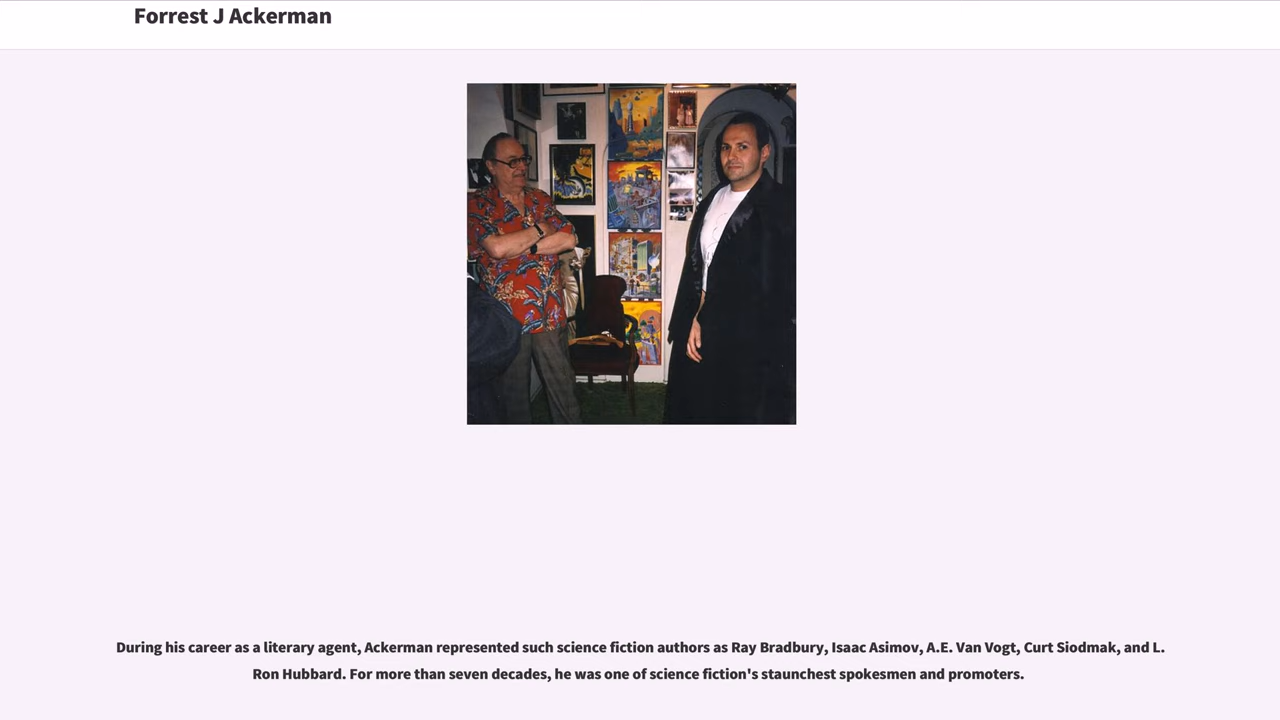 Forrest J Ackerman
During his career as a literary agent, Ackerman represented such science fiction authors as Ray Bradbury, Isaac Asimov, A.E. Van Vogt, Curt Siodmak, and L.
Ron Hubbard. For more than seven decades, he was one of science fiction's staunchest spokesmen and promoters.